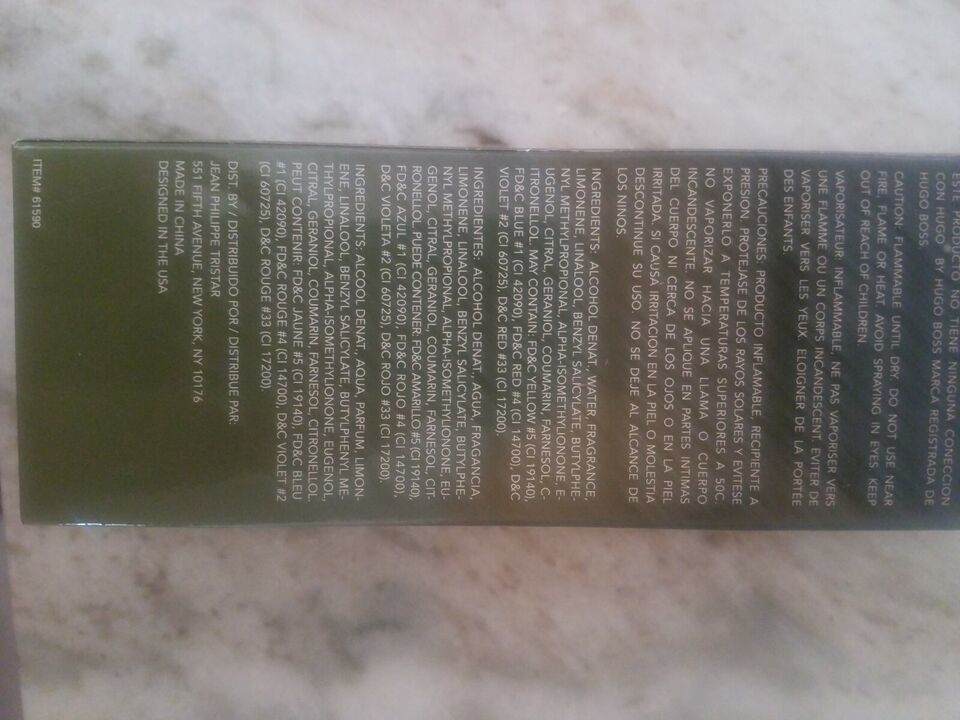 ESTE PRODUCTO NO TIENE NINGUNA CONECCION
CON HUGO, BY HUGO BOSS MARCA REGISTRADA DE
HUGO BOSS.
CAUTION: FLAMMABLE UNTIL DRY. DO NOT USE NEAR
FIRE, FLAME OR HEAT. AVOID SPRAYING IN EYES. KEEP
OUT OF REACH OF CHILDREN.
VAPORISATEUR: INFLAMMABLE, NE PAS VAPORISER VERS
UNE FLAMME OU UN CORPS INCANDESCENT. EVITER DE
VAPORISER VERS LES YEUX. ELOIGNER DE LA PORTÉE
DES ENFANTS.
PRECAUCIONES: PRODUCTO INFLAMABLE, RECIPIENTE A
PRESION. PROTEJASE DE LOS RAYOS SOLARES Y EVITESE
EXPONERLO A TEMPERATURAS SUPERIORES A 50C.
NO VAPORIZAR HACIA UNA LLAMA O CUERPO
INCANDESCENTE. NO SE APLIQUE EN PARTES INTIMAS
DEL CUERPO NI CERCA DE LOS OJOS O EN LA PIEL
IRRITADA. SI CAUSA IRRITACION EN LA PIEL O MOLESTIA
DESCONTINUE SU USO. NO SE DEJE AL ALCANCE DE
LOS NINOS.
INGREDIENTS: ALCOHOL DENAT., WATER, FRAGRANCE,
LIMONENE, LINALOOL, BENZYL SALICYLATE, BUTYLPHE-
NYL METHYLPROPIONAL, ALPHA-ISOMETHYLIONONE, E-
UGENOL, CITRAL, GERANIOL, COUMARIN, FARNESOL, C-
ITRONELLOL. MAY CONTAIN: FD&C YELLOW #5 (CI 19140),
FD&C BLUE #1 (CI 42090), FD&C RED #4 (CI 14700), D&C
VIOLET #2 (CI 60725), D&C RED #33 (CI 17200).
INGREDIENTES: ALCOHOL DENAT., AGUA, FRAGANCIA,
LIMONENE, LINALOOL, BENZYL SALICYLATE, BUTYLPHE-
NYL METHYLPROPIONAL, ALPHA-ISOMETHYLIONONE, EU-
GENOL, CITRAL, GERANIOL, COUMARIN, FARNESOL, CIT-
RONELLOL. PUEDE CONTENER: FD&C AMARILLO #5 (CI 19140),
FD&C AZUL #1 (CI 42090), FD&C ROJO #4 (CI 14700),
D&C VIOLETA #2 (CI 60725), D&C ROJO #33 (CI 17200).
INGREDIENTS: ALCOOL DENAT., AQUA, PARFUM, LIMON-
ENE, LINALOOL, BENZYL SALICYLATE, BUTYLPHENYL ME-
THYLPROPIONAL, ALPHA-ISOMETHYLIONONE, EUGENOL,
CITRAL, GERANIOL, COUMARIN, FARNESOL, CITRONELLOL.
PEUT CONTENIR: FD&C JAUNE #5 (CI 19140), FD&C BLEU
#1 (CI 42090), FD&C ROUGE #4 (CI 14700), D&C VIOLET #2
(CI 60725), D&C ROUGE #33 (CI 17200).
DIST. BY / DISTRIBUIDO POR / DISTRIBUE PAR:
JEAN PHILIPPE TRISTAR
551 FIFTH AVENUE, NEW YORK, NY 10176
MADE IN CHINA
DESIGNED IN THE USA
ITEM# 61590